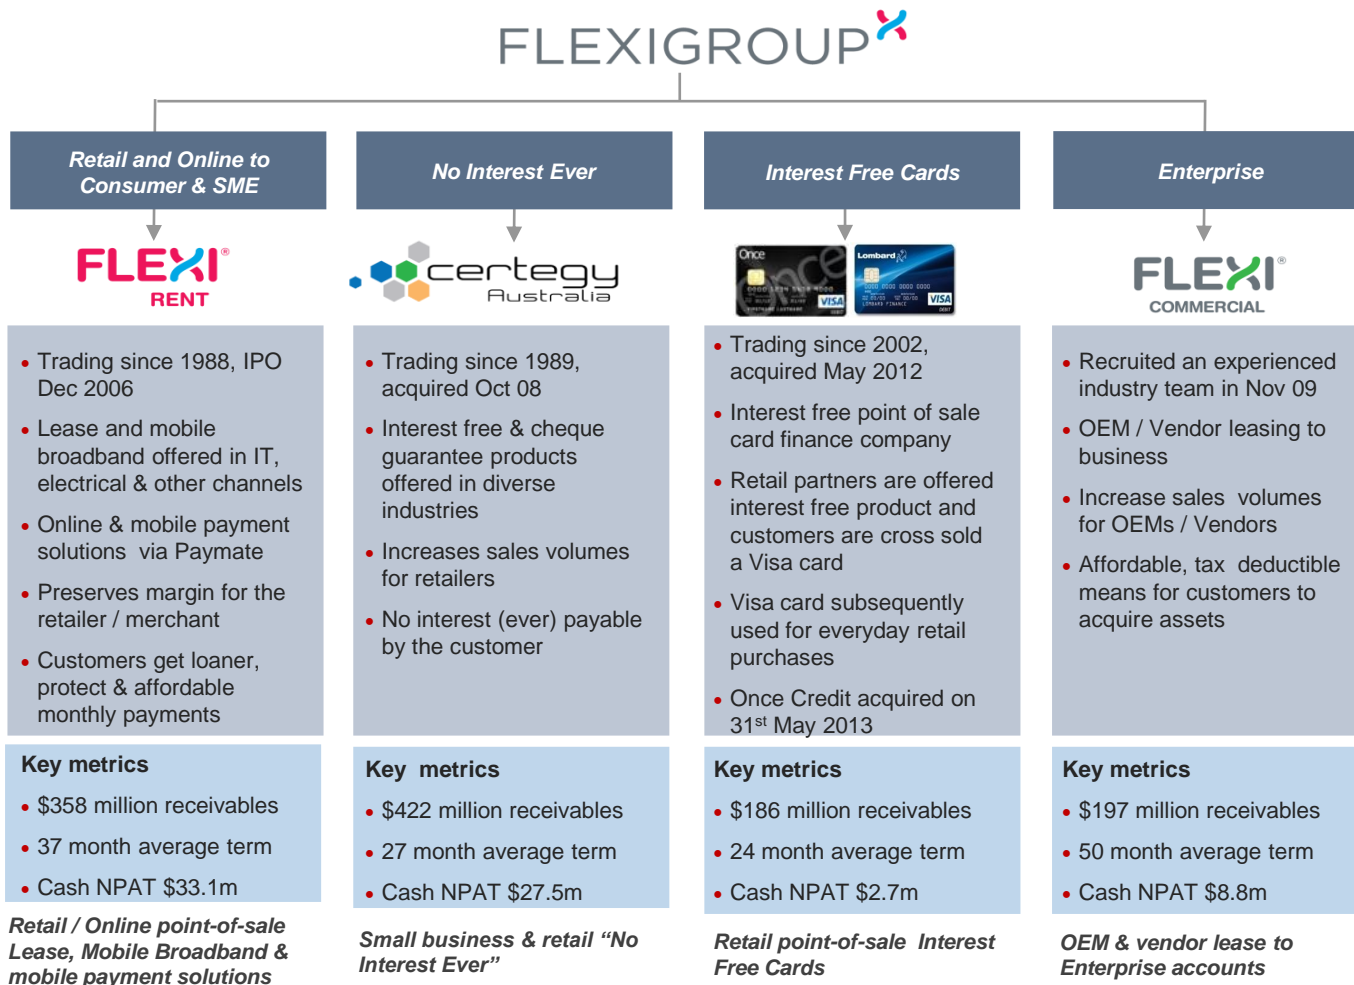 FLEXIGROUP
Retail and Online to
Consumer & SME
FLEXI®
RENT
• Trading since 1988, IPO
Dec 2006
• Lease and mobile
broadband offered in IT,
electrical & other channels
• Online & mobile payment
solutions via Paymate
• Preserves margin for the
retailer / merchant
• Customers get loaner,
protect & affordable
monthly payments
Key metrics
• $358 million receivables
• 37 month average term
• Cash NPAT $33.1m
Retail / Online point-of-sale
Lease, Mobile Broadband &
mobile payment solutions
No Interest Ever
certegy
Australia
• Trading since 1989,
acquired Oct 08
• Interest free & cheque
guarantee products
offered in diverse
industries
• Increases sales volumes
for retailers
• No interest (ever) payable
by the customer
Key metrics
• $422 million receivables
• 27 month average term
• Cash NPAT $27.5m
Small business & retail “No
Interest Ever”
Interest Free Cards
Once
once
VISA
DEBIT
Lombard
LOMBARD FINANCE
VISA
DEBIT
• Trading since 2002,
acquired May 2012
• Interest free point of sale
card finance company
• Retail partners are offered
interest free product and
customers are cross sold
a Visa card
• Visa card subsequently
used for everyday retail
purchases
• Once Credit acquired on
31st May 2013
Key metrics
• $186 million receivables
• 24 month average term
• Cash NPAT $2.7m
Retail point-of-sale Interest
Free Cards
Enterprise
FLEXI®
COMMERCIAL
• Recruited an experienced
industry team in Nov 09
• OEM / Vendor leasing to
business
• Increase sales volumes
for OEMs / Vendors
• Affordable, tax deductible
means for customers to
acquire assets
Key metrics
• $197 million receivables
• 50 month average term
• Cash NPAT $8.8m
OEM & vendor lease to
Enterprise accounts